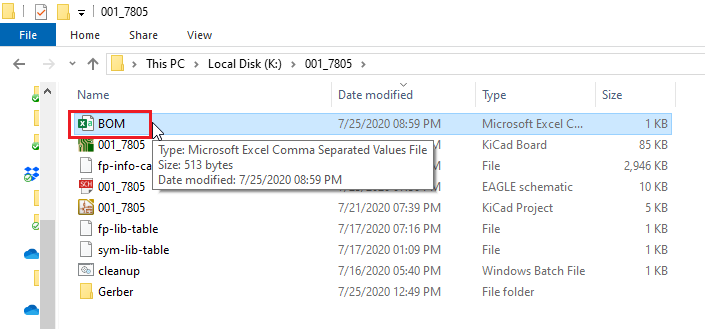 001_7805
File Home Share View
This PC > Local Disk (K:) > 001_7805
Name Date modified Type Size
BOM 7/25/2020 08:59 PM Microsoft Excel C... 1 KB
001_7805 KiCad Board 85 KB
Type: Microsoft Excel Comma Separated Values File
fp-info-ca File 2,946 KB
Size: 513 bytes
001_7805 EAGLE schematic 10 KB
Date modified: 7/25/2020 08:59 PM
001_7805 7/21/2020 07:39 PM KiCad Project 5 KB
fp-lib-table 7/17/2020 07:16 PM File 1 KB
sym-lib-table 7/17/2020 01:09 PM File 1 KB
cleanup 7/16/2020 05:40 PM Windows Batch File 1 KB
Gerber 7/25/2020 12:49 PM File folder